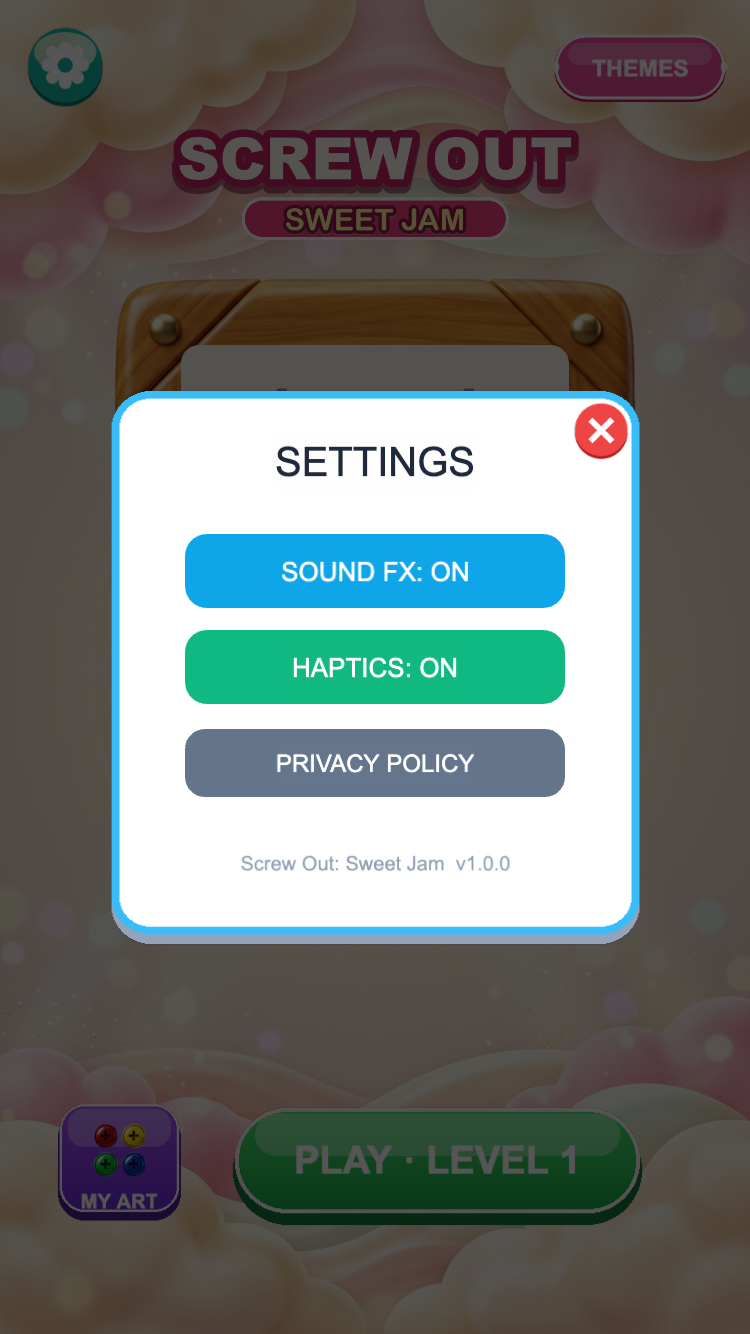 THEMES
SCREW OUT
SWEET JAM
SETTINGS
SOUND FX: ON
HAPTICS: ON
PRIVACY POLICY
Screw Out: Sweet Jam v1.0.0
MY ART
PLAY · LEVEL 1